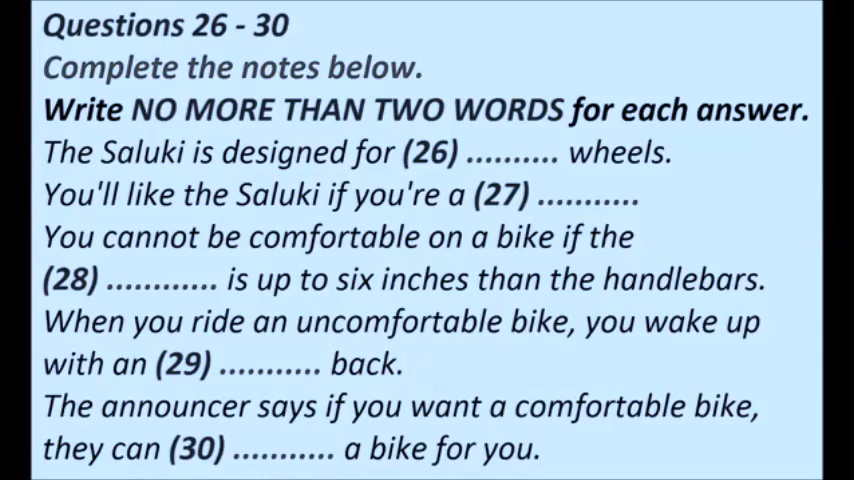 Questions 26 - 30
Complete the notes below.
Write NO MORE THAN TWO WORDS for each answer.
The Saluki is designed for (26) .......... wheels.
You'll like the Saluki if you're a (27) ...........
You cannot be comfortable on a bike if the
(28) ............ is up to six inches than the handlebars.
When you ride an uncomfortable bike, you wake up
with an (29) ........... back.
The announcer says if you want a comfortable bike,
they can (30) ........... a bike for you.